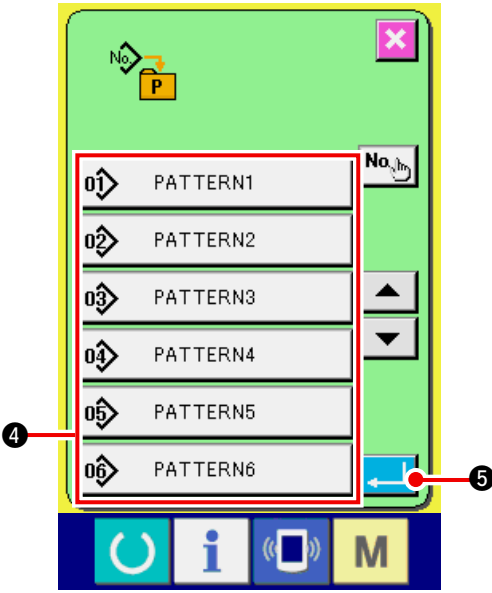 No.
P
No.
01 PATTERN1
02 PATTERN2
03 PATTERN3
04 PATTERN4
05 PATTERN5
06 PATTERN6
4
5
i
M